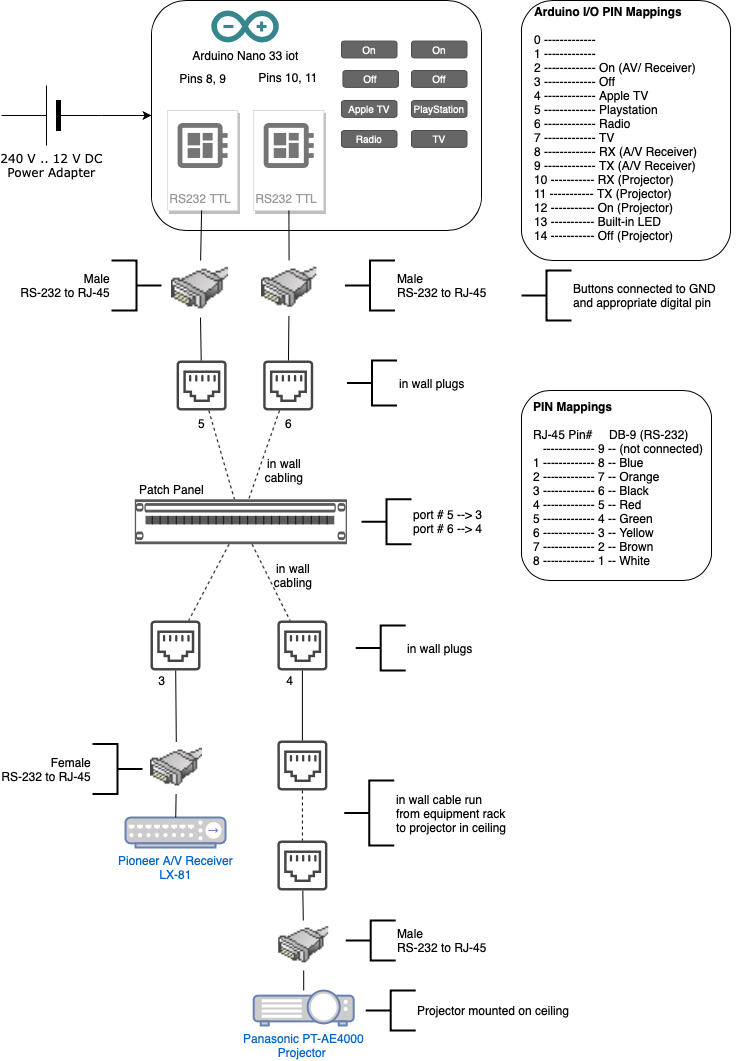 Arduino Nano 33 iot
Pins 8, 9
Pins 10, 11
On
On
Off
Off
Apple TV
PlayStation
Radio
TV
RS232 TTL
RS232 TTL
240 V .. 12 V DC
Power Adapter
Arduino I/O PIN Mappings
0 -------------
1 -------------
2 ------------- On (AV/ Receiver)
3 ------------- Off
4 ------------- Apple TV
5 ------------- Playstation
6 ------------- Radio
7 ------------- TV
8 ------------- RX (A/V Receiver)
9 ------------- TX (A/V Receiver)
10 ----------- RX (Projector)
11 ----------- TX (Projector)
12 ----------- On (Projector)
13 ----------- Built-in LED
14 ----------- Off (Projector)
Male
RS-232 to RJ-45
Male
RS-232 to RJ-45
Buttons connected to GND
and appropriate digital pin
in wall plugs
5
6
in wall
cabling
PIN Mappings
RJ-45 Pin# DB-9 (RS-232)
------------- 9 -- (not connected)
1 ------------- 8 -- Blue
2 ------------- 7 -- Orange
3 ------------- 6 -- Black
4 ------------- 5 -- Red
5 ------------- 4 -- Green
6 ------------- 3 -- Yellow
7 ------------- 2 -- Brown
8 ------------- 1 -- White
Patch Panel
port # 5 --> 3
port # 6 --> 4
in wall
cabling
in wall plugs
3
4
Female
RS-232 to RJ-45
in wall cable run
from equipment rack
to projector in ceiling
Pioneer A/V Receiver
LX-81
Male
RS-232 to RJ-45
Projector mounted on ceiling
Panasonic PT-AE4000
Projector